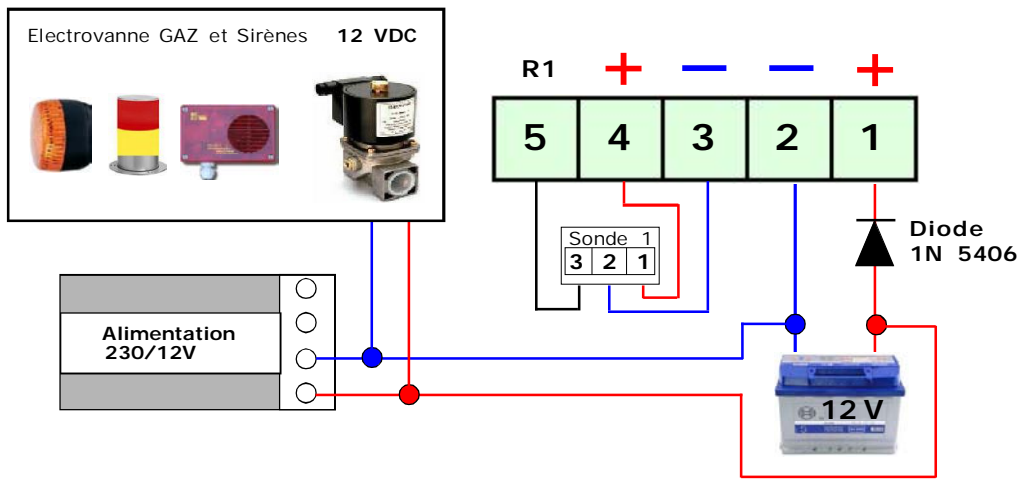 Electrovanne GAZ et Sirènes 12 VDC
R1 + — — +
5 4 3 2 1
Sonde 1
3 2 1
Diode
1N 5406
Alimentation
230/12V
12 V